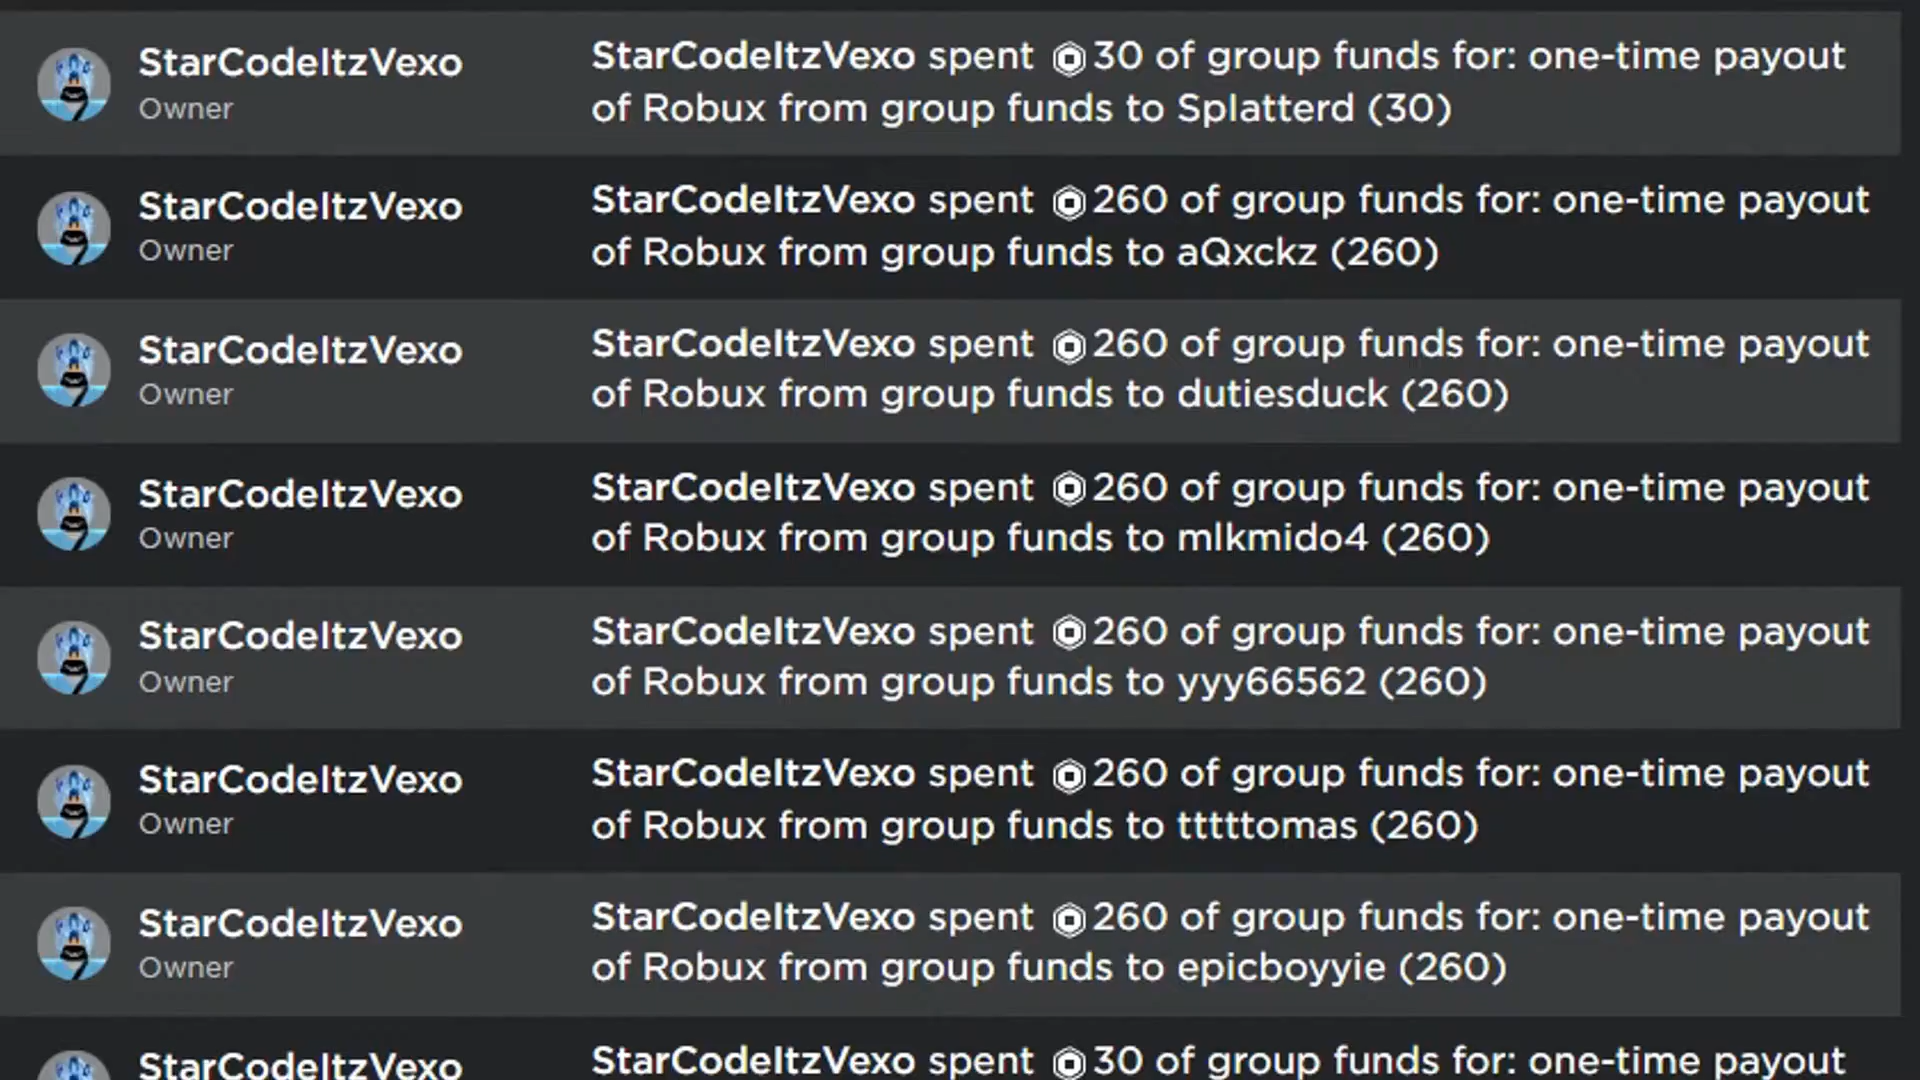 StarCodeItzVexo
Owner
StarCodeItzVexo spent 30 of group funds for: one-time payout
of Robux from group funds to Splatterd (30)
StarCodeItzVexo
Owner
StarCodeItzVexo spent 260 of group funds for: one-time payout
of Robux from group funds to aQxckz (260)
StarCodeItzVexo
Owner
StarCodeItzVexo spent 260 of group funds for: one-time payout
of Robux from group funds to dutiesduck (260)
StarCodeItzVexo
Owner
StarCodeItzVexo spent 260 of group funds for: one-time payout
of Robux from group funds to mlkmido4 (260)
StarCodeItzVexo
Owner
StarCodeItzVexo spent 260 of group funds for: one-time payout
of Robux from group funds to yyy66562 (260)
StarCodeItzVexo
Owner
StarCodeItzVexo spent 260 of group funds for: one-time payout
of Robux from group funds to tttttomas (260)
StarCodeItzVexo
Owner
StarCodeItzVexo spent 260 of group funds for: one-time payout
of Robux from group funds to epicboyyie (260)
StarCodeItzVexo
StarCodeItzVexo spent 30 of group funds for: one-time payout